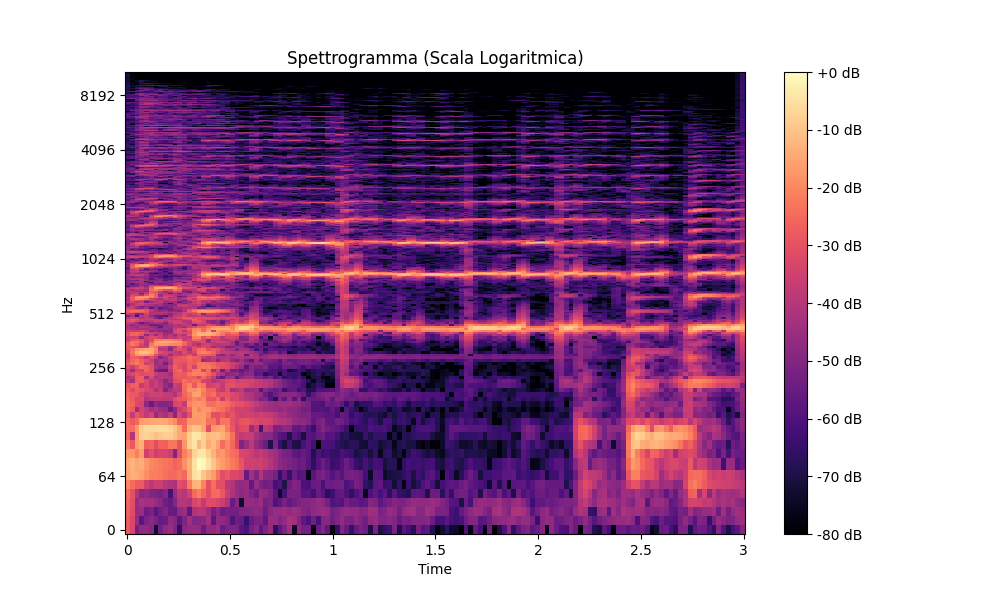 Spettrogramma (Scala Logaritmica)
8192
4096
2048
1024
512
256
128
64
0
Hz
0
0.5
1
1.5
2
2.5
3
Time
+0 dB
-10 dB
-20 dB
-30 dB
-40 dB
-50 dB
-60 dB
-70 dB
-80 dB